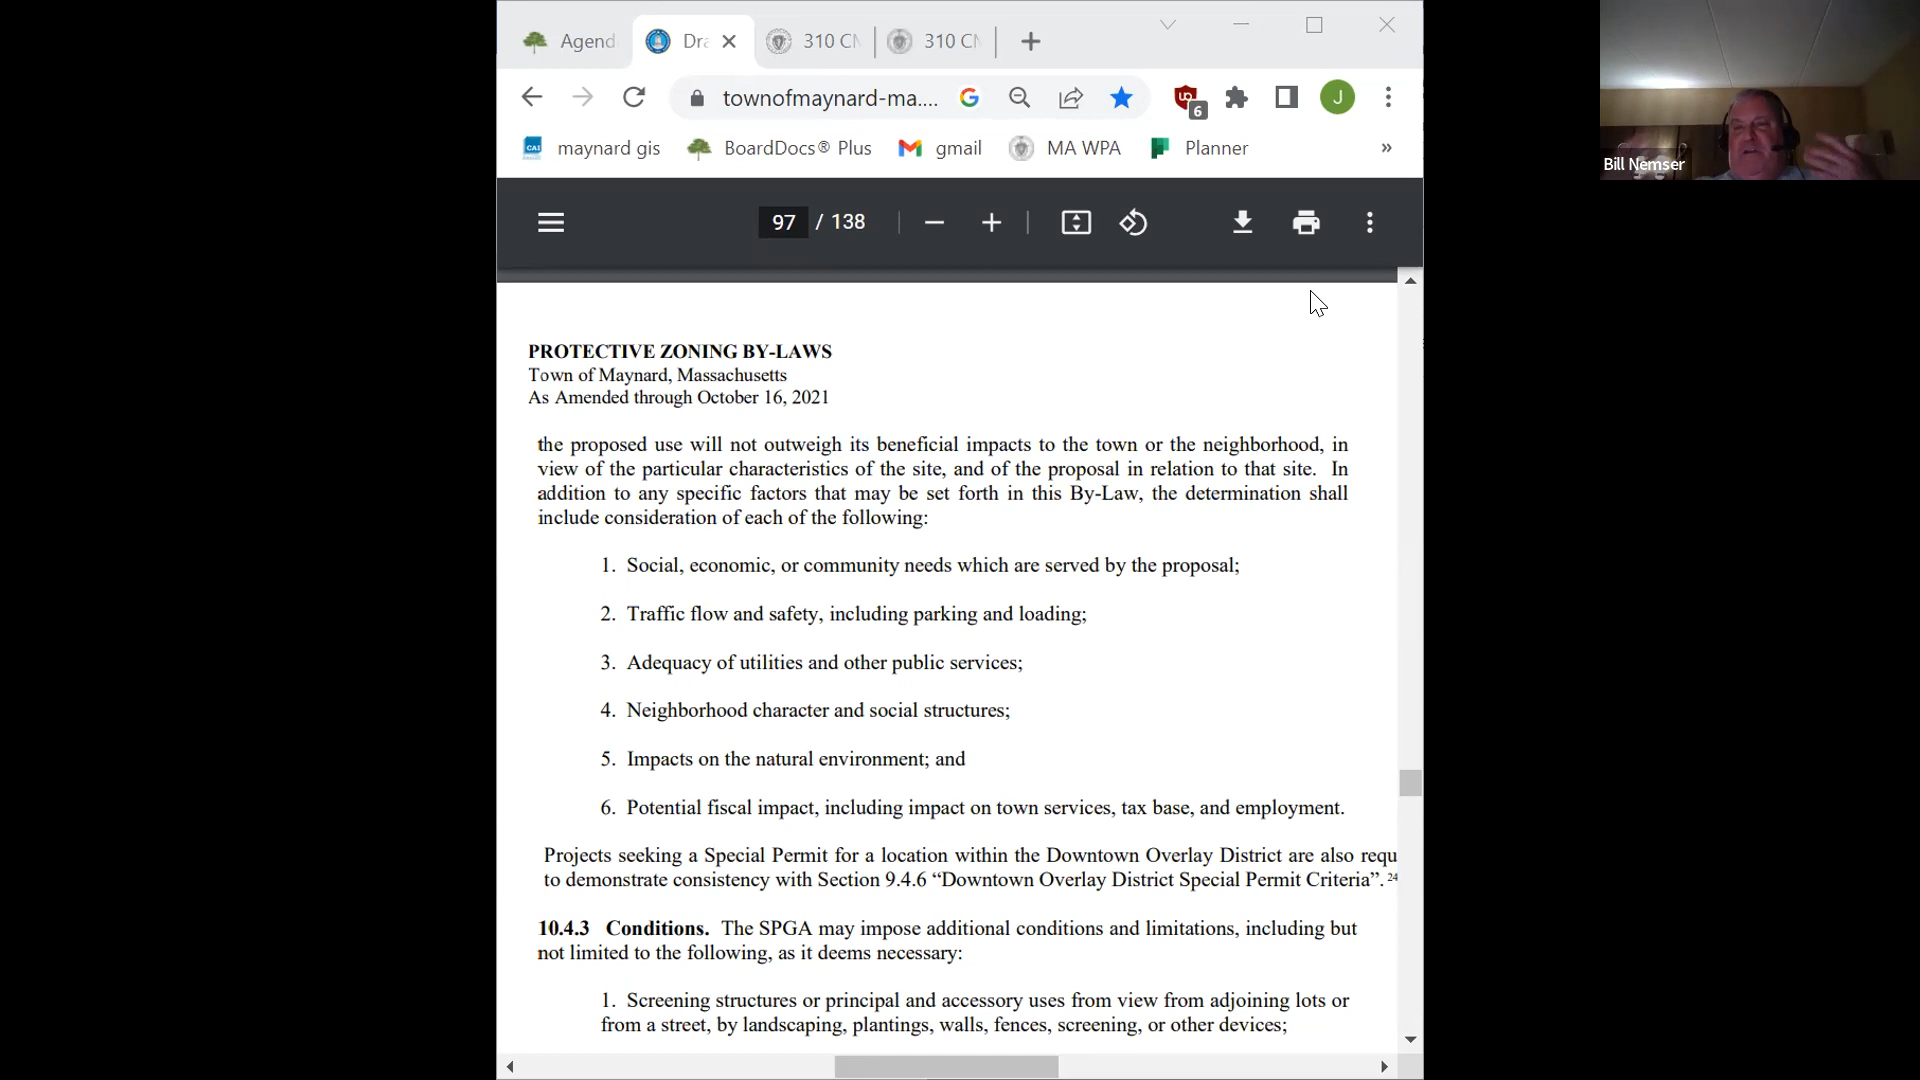 Agend
Dra
310 CM
310 CM
townofmaynard-ma....
6
J
maynard gis
BoardDocs® Plus
gmail
MA WPA
Planner
»
Bill Nemser
97 / 138
PROTECTIVE ZONING BY-LAWS
Town of Maynard, Massachusetts
As Amended through October 16, 2021
the proposed use will not outweigh its beneficial impacts to the town or the neighborhood, in
view of the particular characteristics of the site, and of the proposal in relation to that site. In
addition to any specific factors that may be set forth in this By-Law, the determination shall
include consideration of each of the following:
1. Social, economic, or community needs which are served by the proposal;
2. Traffic flow and safety, including parking and loading;
3. Adequacy of utilities and other public services;
4. Neighborhood character and social structures;
5. Impacts on the natural environment; and
6. Potential fiscal impact, including impact on town services, tax base, and employment.
Projects seeking a Special Permit for a location within the Downtown Overlay District are also requ
to demonstrate consistency with Section 9.4.6 “Downtown Overlay District Special Permit Criteria”. 24
10.4.3 Conditions. The SPGA may impose additional conditions and limitations, including but
not limited to the following, as it deems necessary:
1. Screening structures or principal and accessory uses from view from adjoining lots or
from a street, by landscaping, plantings, walls, fences, screening, or other devices;